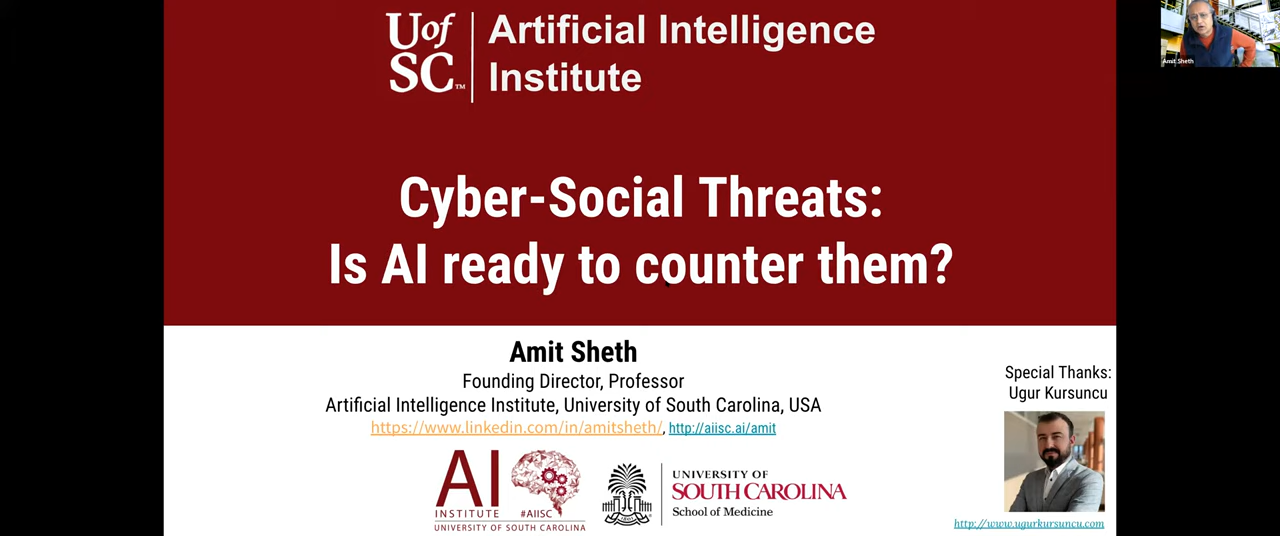 UofSC™
Artificial Intelligence
Institute
Amit Sheth
Cyber-Social Threats:
Is AI ready to counter them?
Amit Sheth
Founding Director, Professor
Artificial Intelligence Institute, University of South Carolina, USA
https://www.linkedin.com/in/amitsheth/, http://aiisc.ai/amit
Special Thanks:
Ugur Kursuncu
AI
INSTITUTE #AIISC
UNIVERSITY OF SOUTH CAROLINA
UNIVERSITY OF
SOUTH CAROLINA
School of Medicine
http://www.ugurkursuncu.com